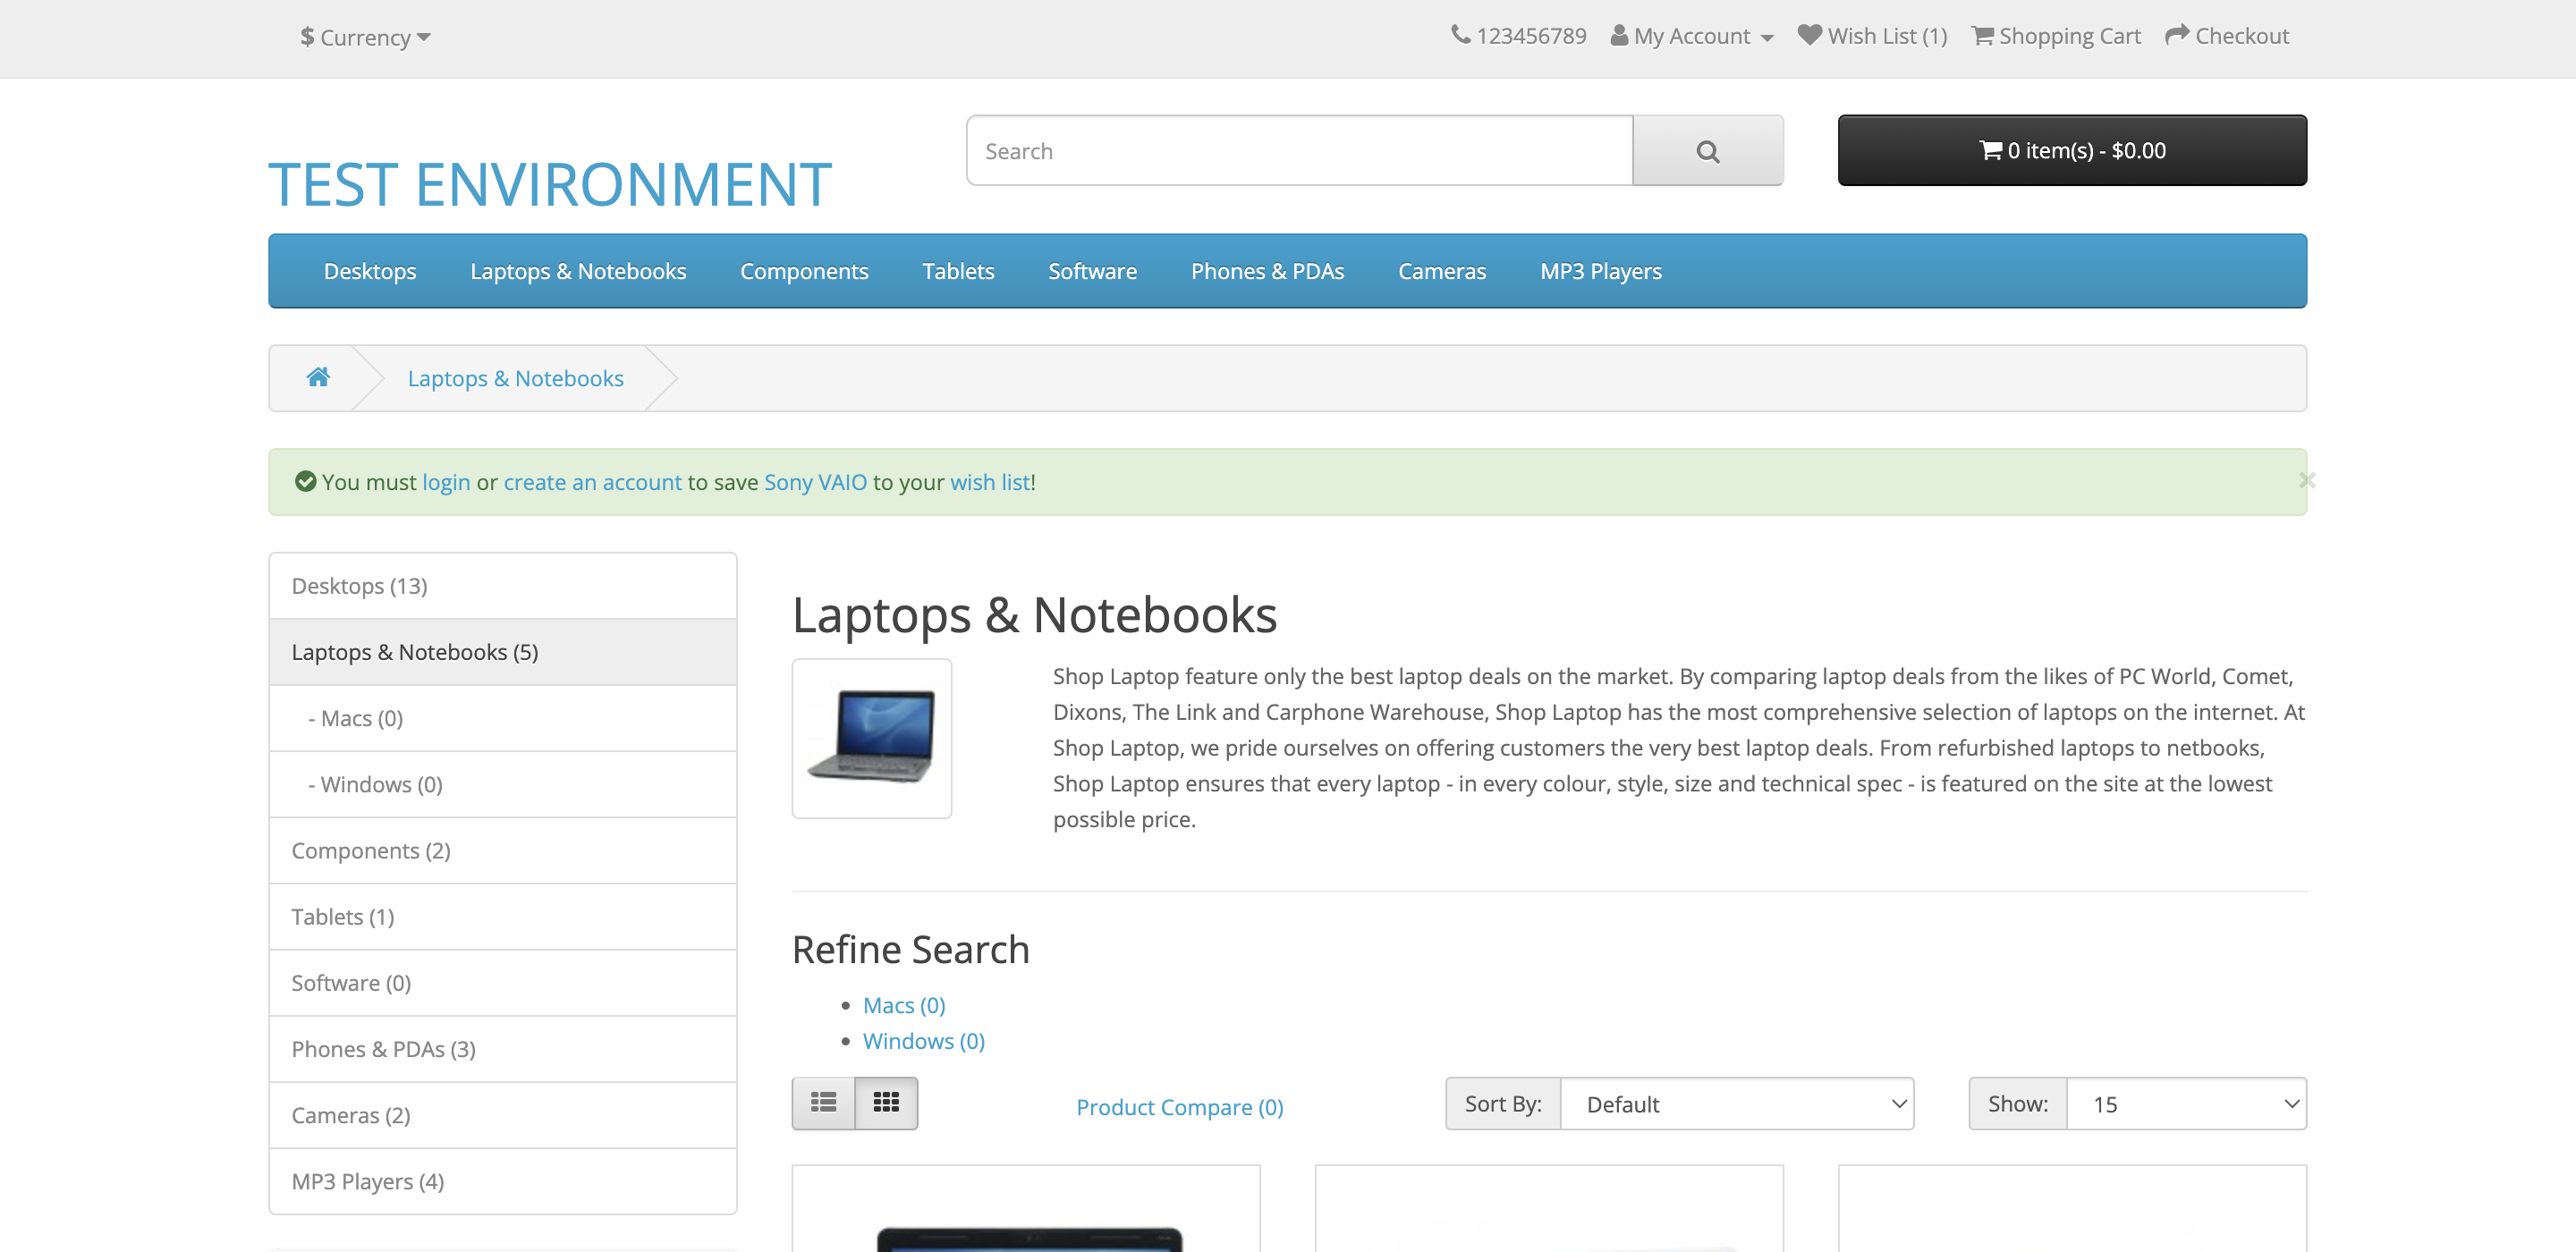 $ Currency
123456789 My Account Wish List (1) Shopping Cart Checkout
TEST ENVIRONMENT
Search
0 item(s) - $0.00
Desktops Laptops & Notebooks Components Tablets Software Phones & PDAs Cameras MP3 Players
Laptops & Notebooks
You must login or create an account to save Sony VAIO to your wish list!
×
Desktops (13)
Laptops & Notebooks (5)
- Macs (0)
- Windows (0)
Components (2)
Tablets (1)
Software (0)
Phones & PDAs (3)
Cameras (2)
MP3 Players (4)
Laptops & Notebooks
Shop Laptop feature only the best laptop deals on the market. By comparing laptop deals from the likes of PC World, Comet,
Dixons, The Link and Carphone Warehouse, Shop Laptop has the most comprehensive selection of laptops on the internet. At
Shop Laptop, we pride ourselves on offering customers the very best laptop deals. From refurbished laptops to netbooks,
Shop Laptop ensures that every laptop - in every colour, style, size and technical spec - is featured on the site at the lowest
possible price.
Refine Search
Macs (0)
Windows (0)
Product Compare (0)
Sort By: Default
Show: 15